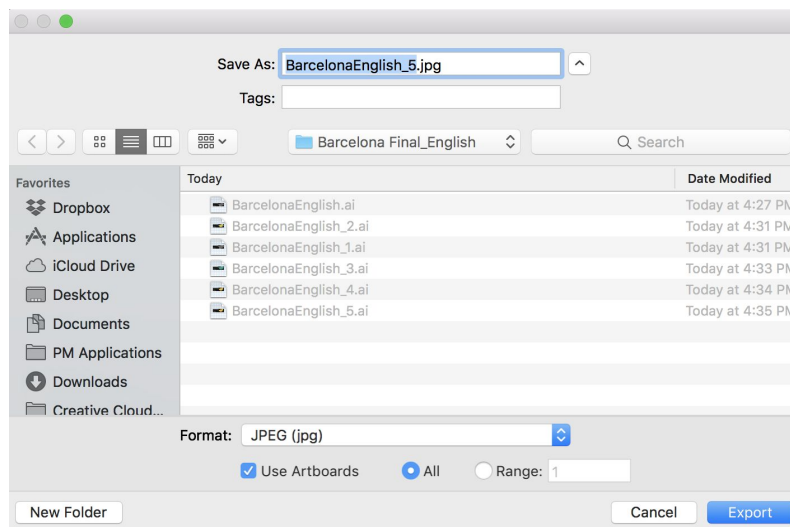 Save As: BarcelonaEnglish_5.jpg
Tags:
Barcelona Final_English
Search
Favorites
Today
Date Modified
Dropbox
BarcelonaEnglish.ai
Today at 4:27 PM
Applications
BarcelonaEnglish_2.ai
Today at 4:31 PM
iCloud Drive
BarcelonaEnglish_1.ai
Today at 4:31 PM
Desktop
BarcelonaEnglish_3.ai
Today at 4:33 PM
Documents
BarcelonaEnglish_4.ai
Today at 4:34 PM
PM Applications
BarcelonaEnglish_5.ai
Today at 4:35 PM
Downloads
Creative Cloud...
Format: JPEG (jpg)
Use Artboards All Range: 1
New Folder Cancel Export